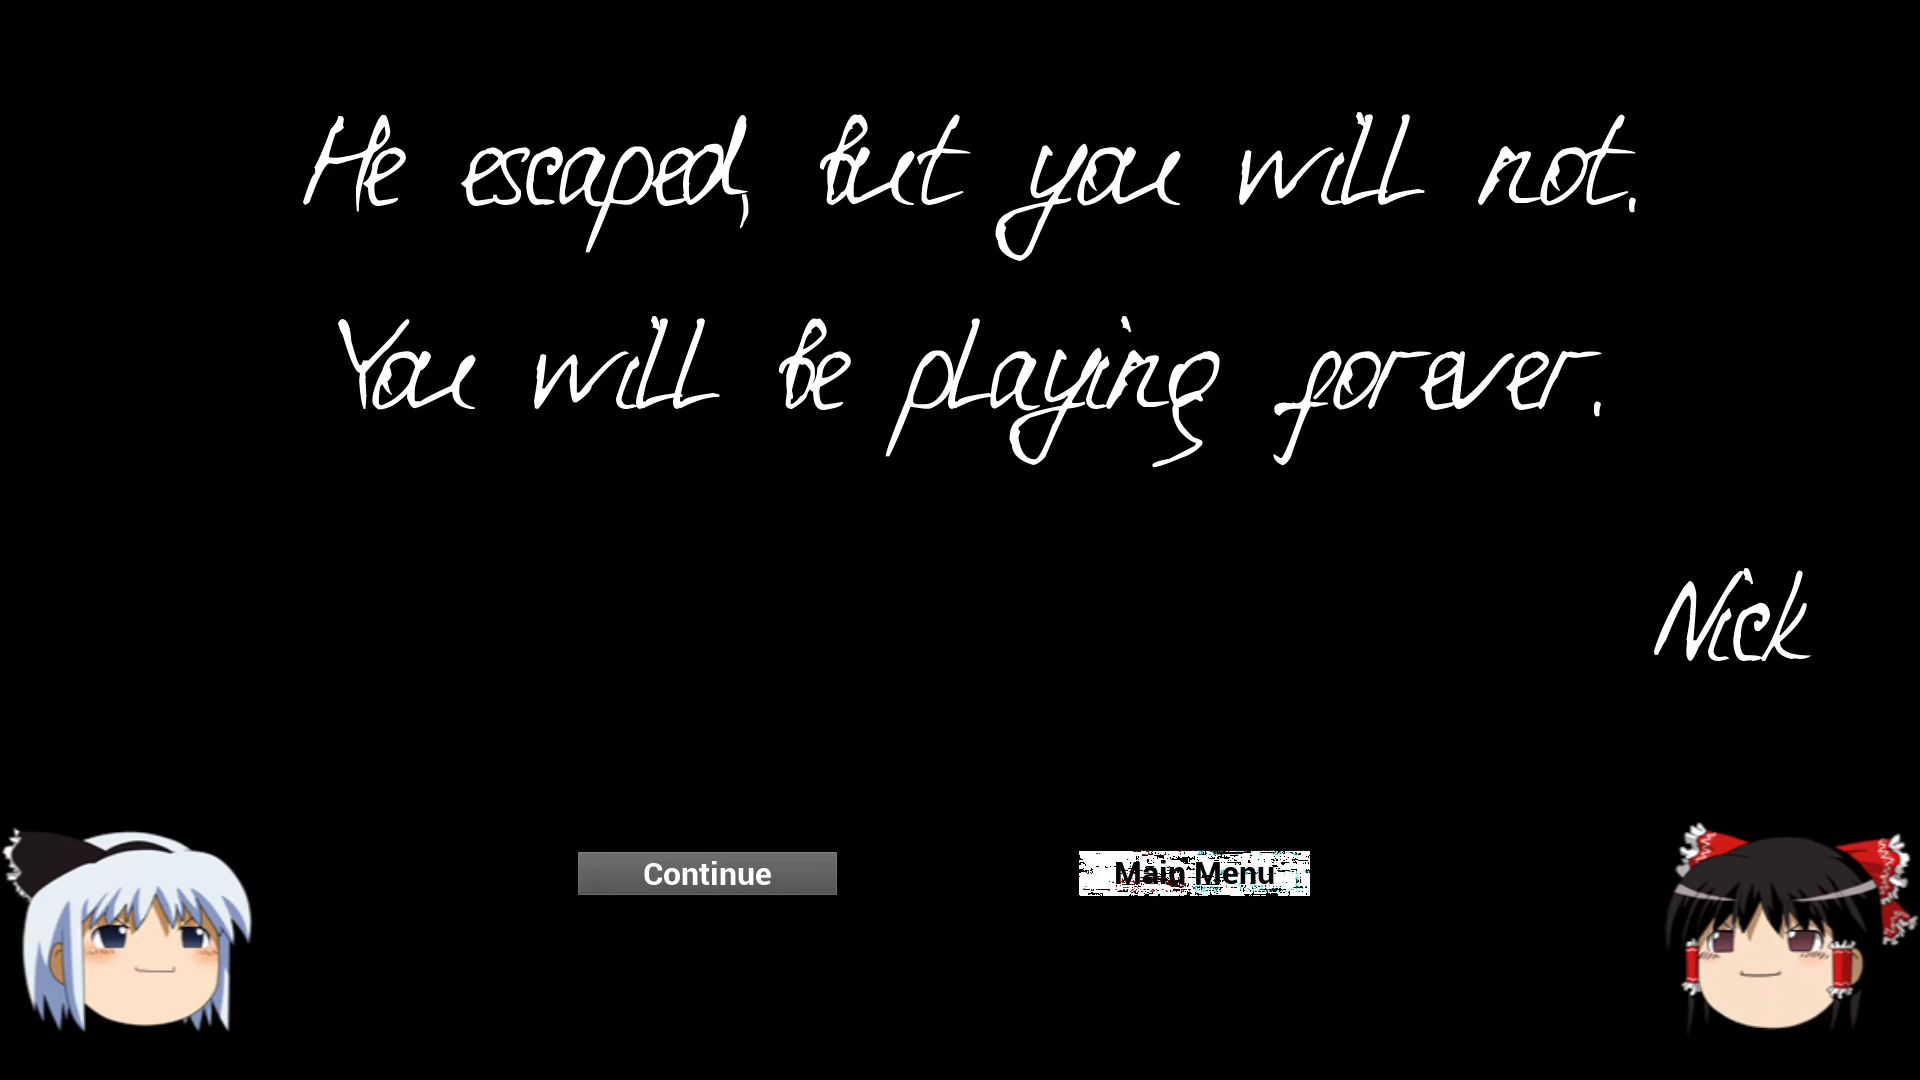 He escaped, but you will not.
You will be playing forever.
Nick
Continue
Main Menu